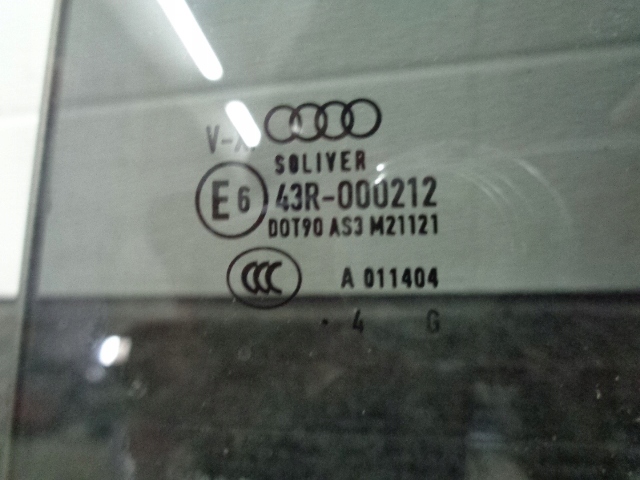 SOLIVER
E6 43R-000212
DOT90 AS3 M21121
CCC A 011404
. 4 G